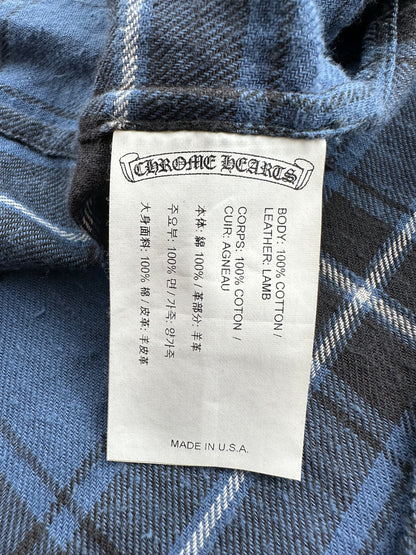 CHROME HEARTS
BODY: 100% COTTON /
LEATHER: LAMB
CORPS: 100% COTON /
CUIR: AGNEAU
本体: 綿 100% / 革部分: 羊革
주요부: 100% 면 / 가죽: 양가죽
大身面料: 100% 棉 / 皮革: 羊皮革
MADE IN U.S.A.